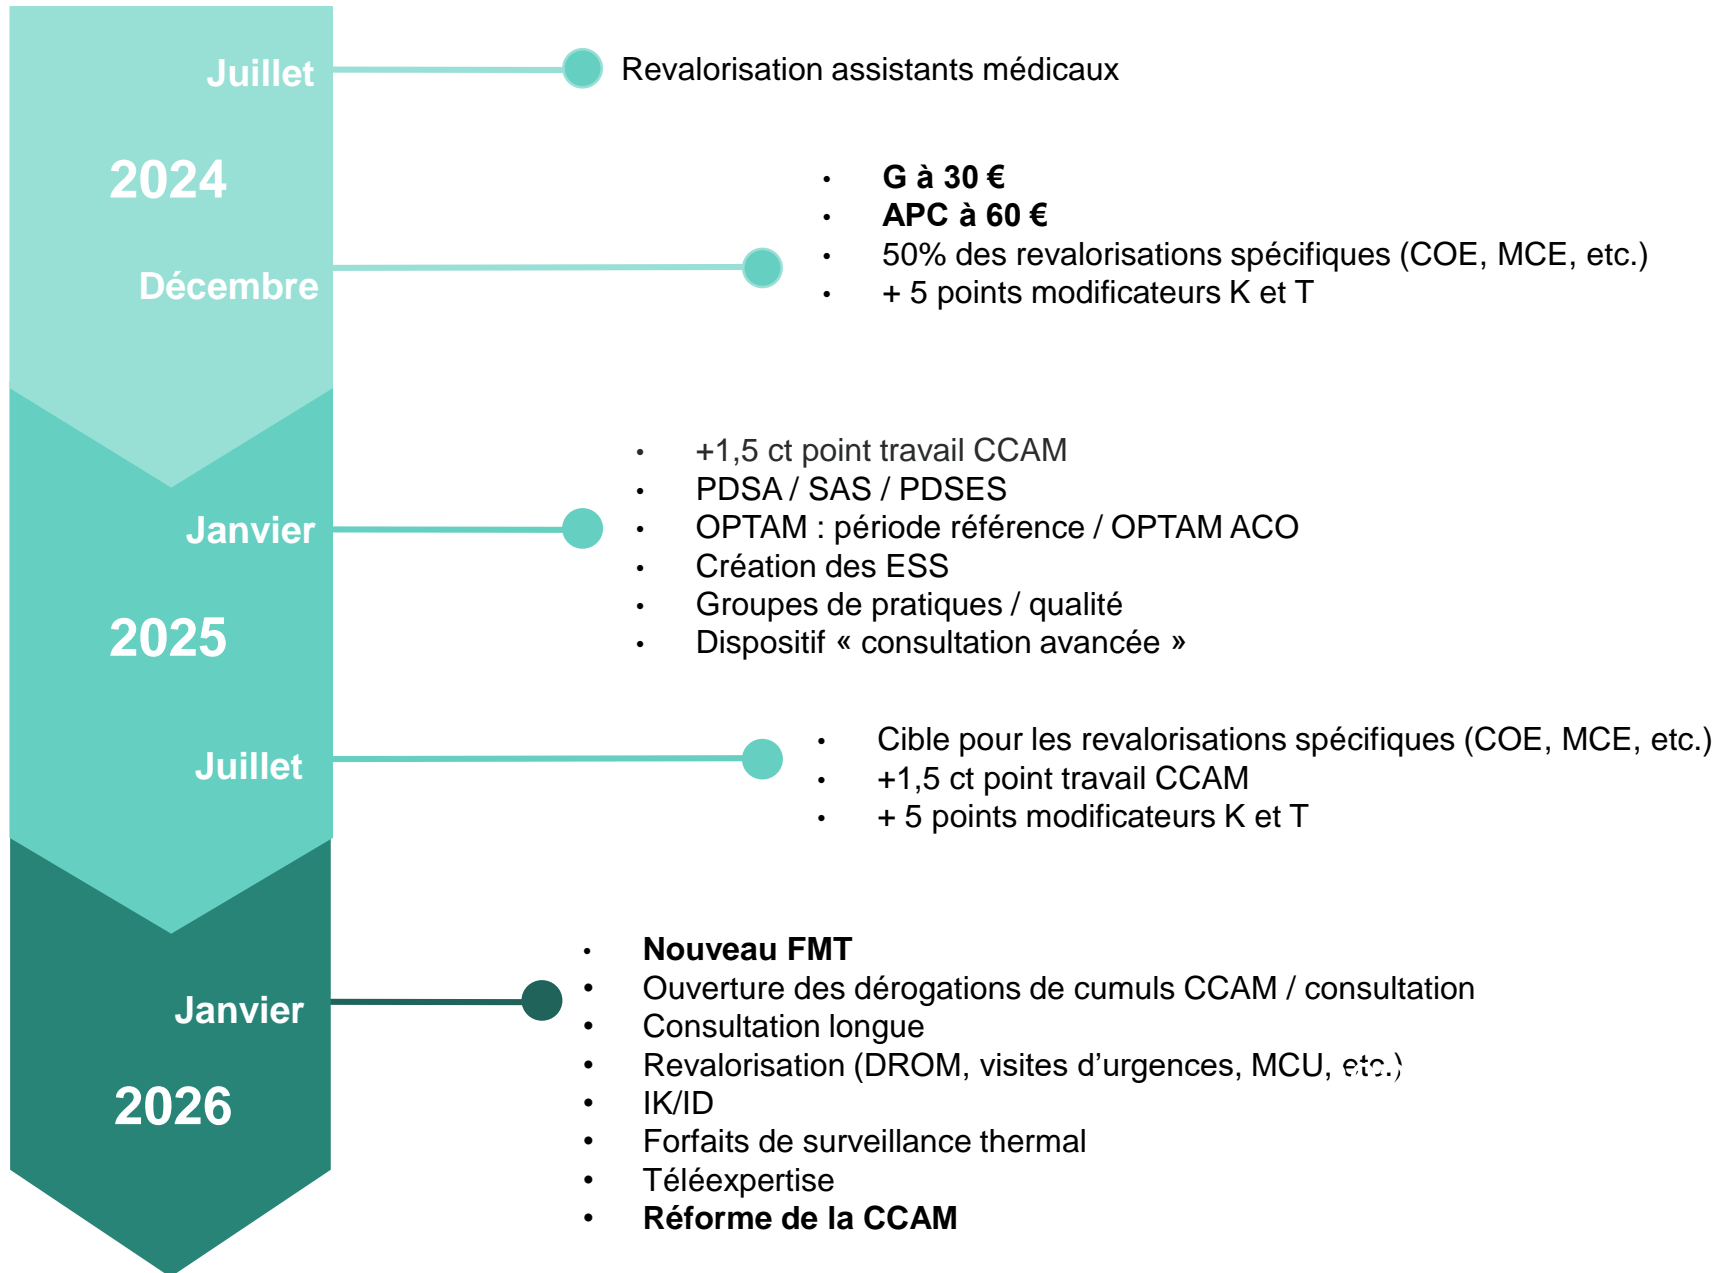 Juillet
Revalorisation assistants médicaux
2024
Décembre
• G à 30 €
• APC à 60 €
• 50% des revalorisations spécifiques (COE, MCE, etc.)
• + 5 points modificateurs K et T
Janvier
• +1,5 ct point travail CCAM
• PDSA / SAS / PDSES
• OPTAM : période référence / OPTAM ACO
• Création des ESS
• Groupes de pratiques / qualité
• Dispositif « consultation avancée »
2025
Juillet
• Cible pour les revalorisations spécifiques (COE, MCE, etc.)
• +1,5 ct point travail CCAM
• + 5 points modificateurs K et T
Janvier
• Nouveau FMT
• Ouverture des dérogations de cumuls CCAM / consultation
• Consultation longue
• Revalorisation (DROM, visites d’urgences, MCU, etc.)
• IK/ID
• Forfaits de surveillance thermal
• Téléexpertise
• Réforme de la CCAM
2026